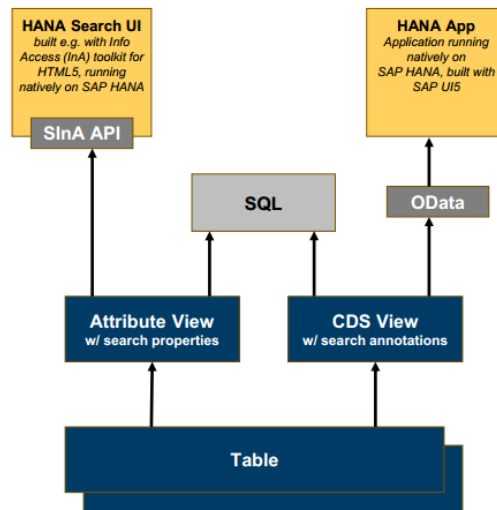 HANA Search UI
built e.g. with Info
Access (InA) toolkit for
HTML5, running
natively on SAP HANA
SInA API
HANA App
Application running
natively on
SAP HANA, built with
SAP UI5
SQL
OData
Attribute View
w/ search properties
CDS View
w/ search annotations
Table